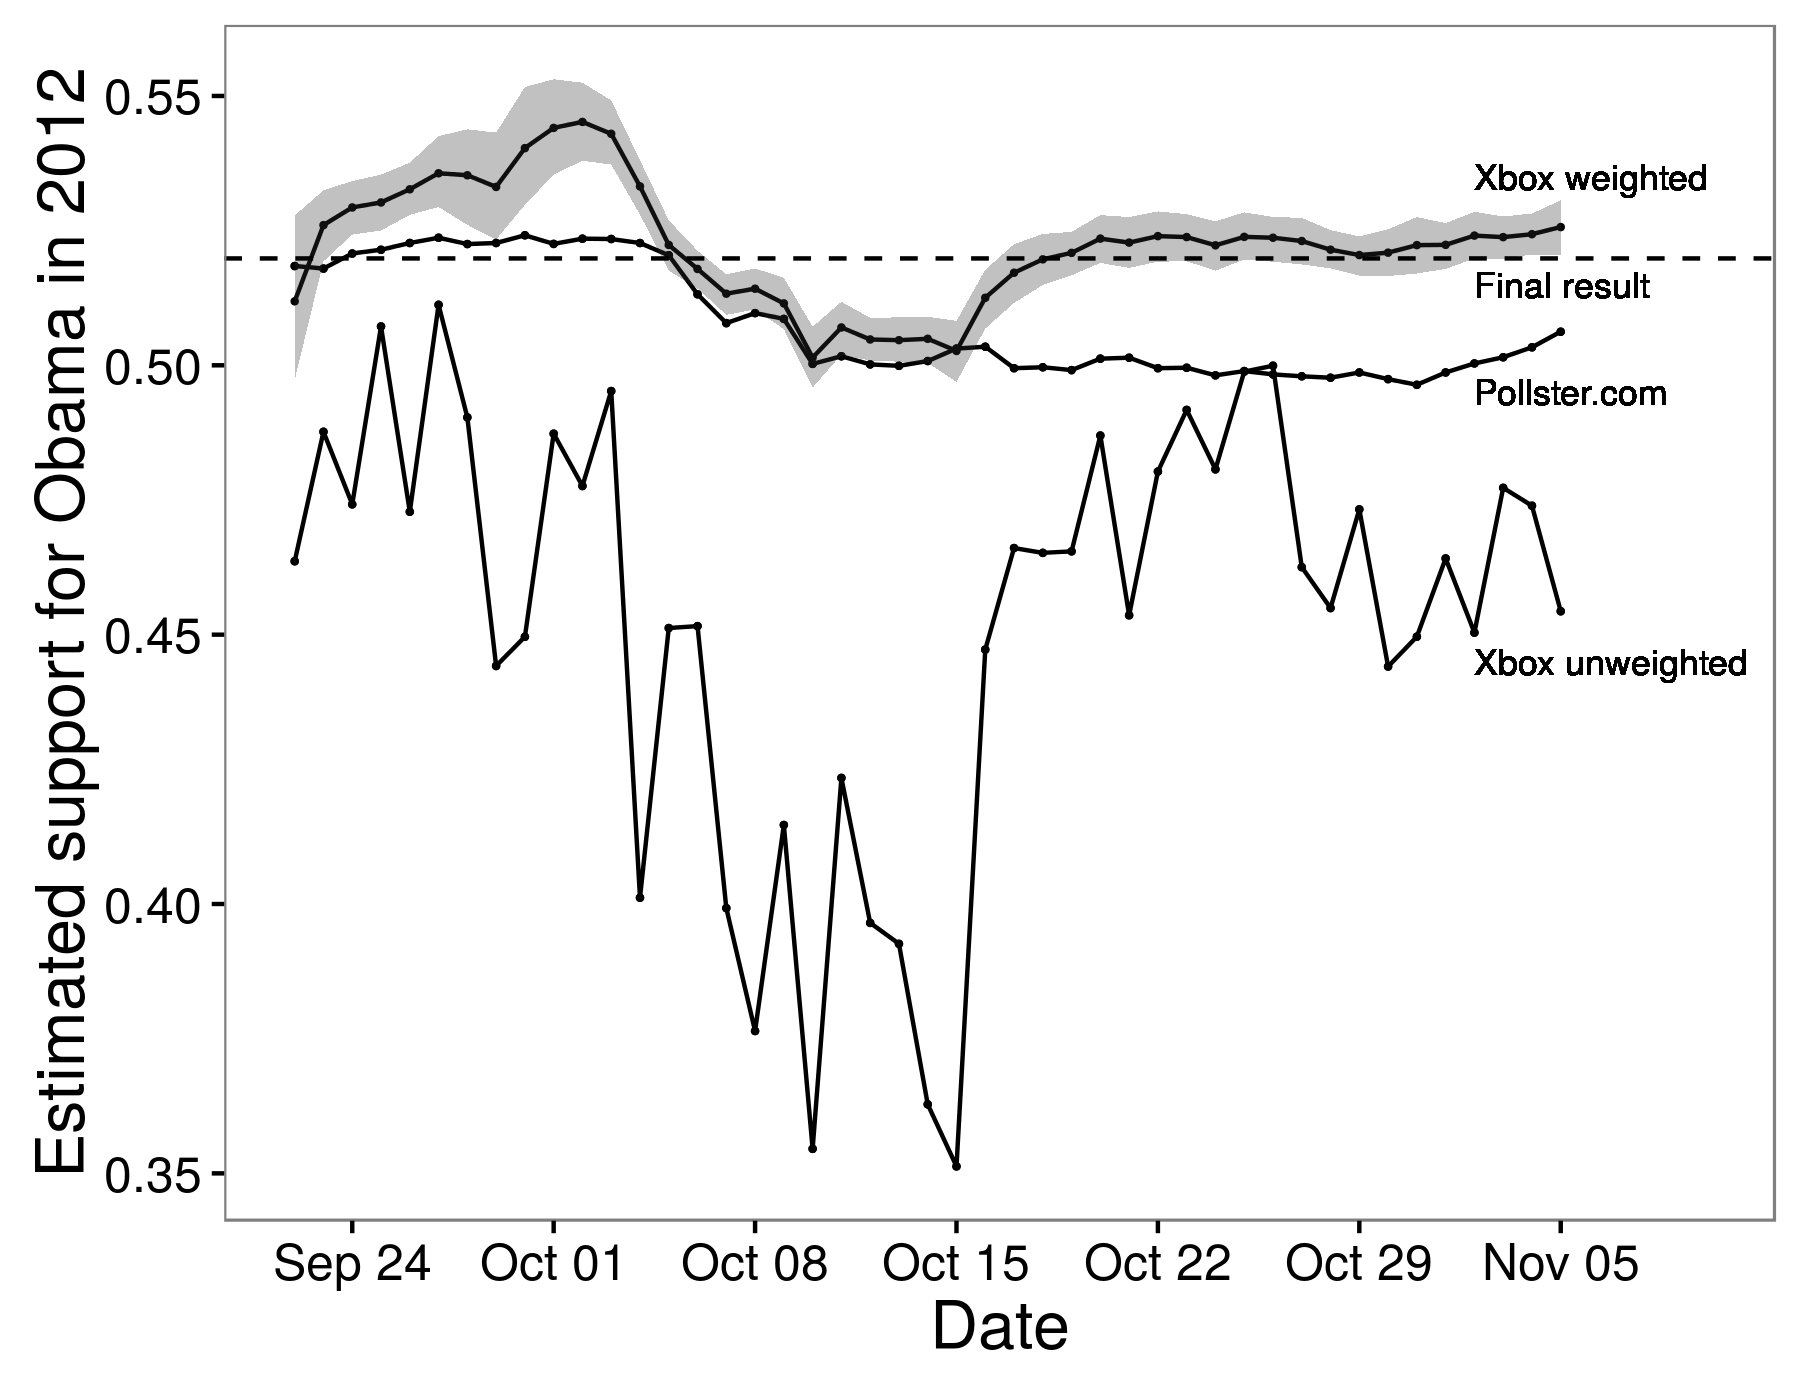 Estimated support for Obama in 2012
0.55
0.50
0.45
0.40
0.35
Xbox weighted
Final result
Pollster.com
Xbox unweighted
Sep 24 Oct 01 Oct 08 Oct 15 Oct 22 Oct 29 Nov 05
Date